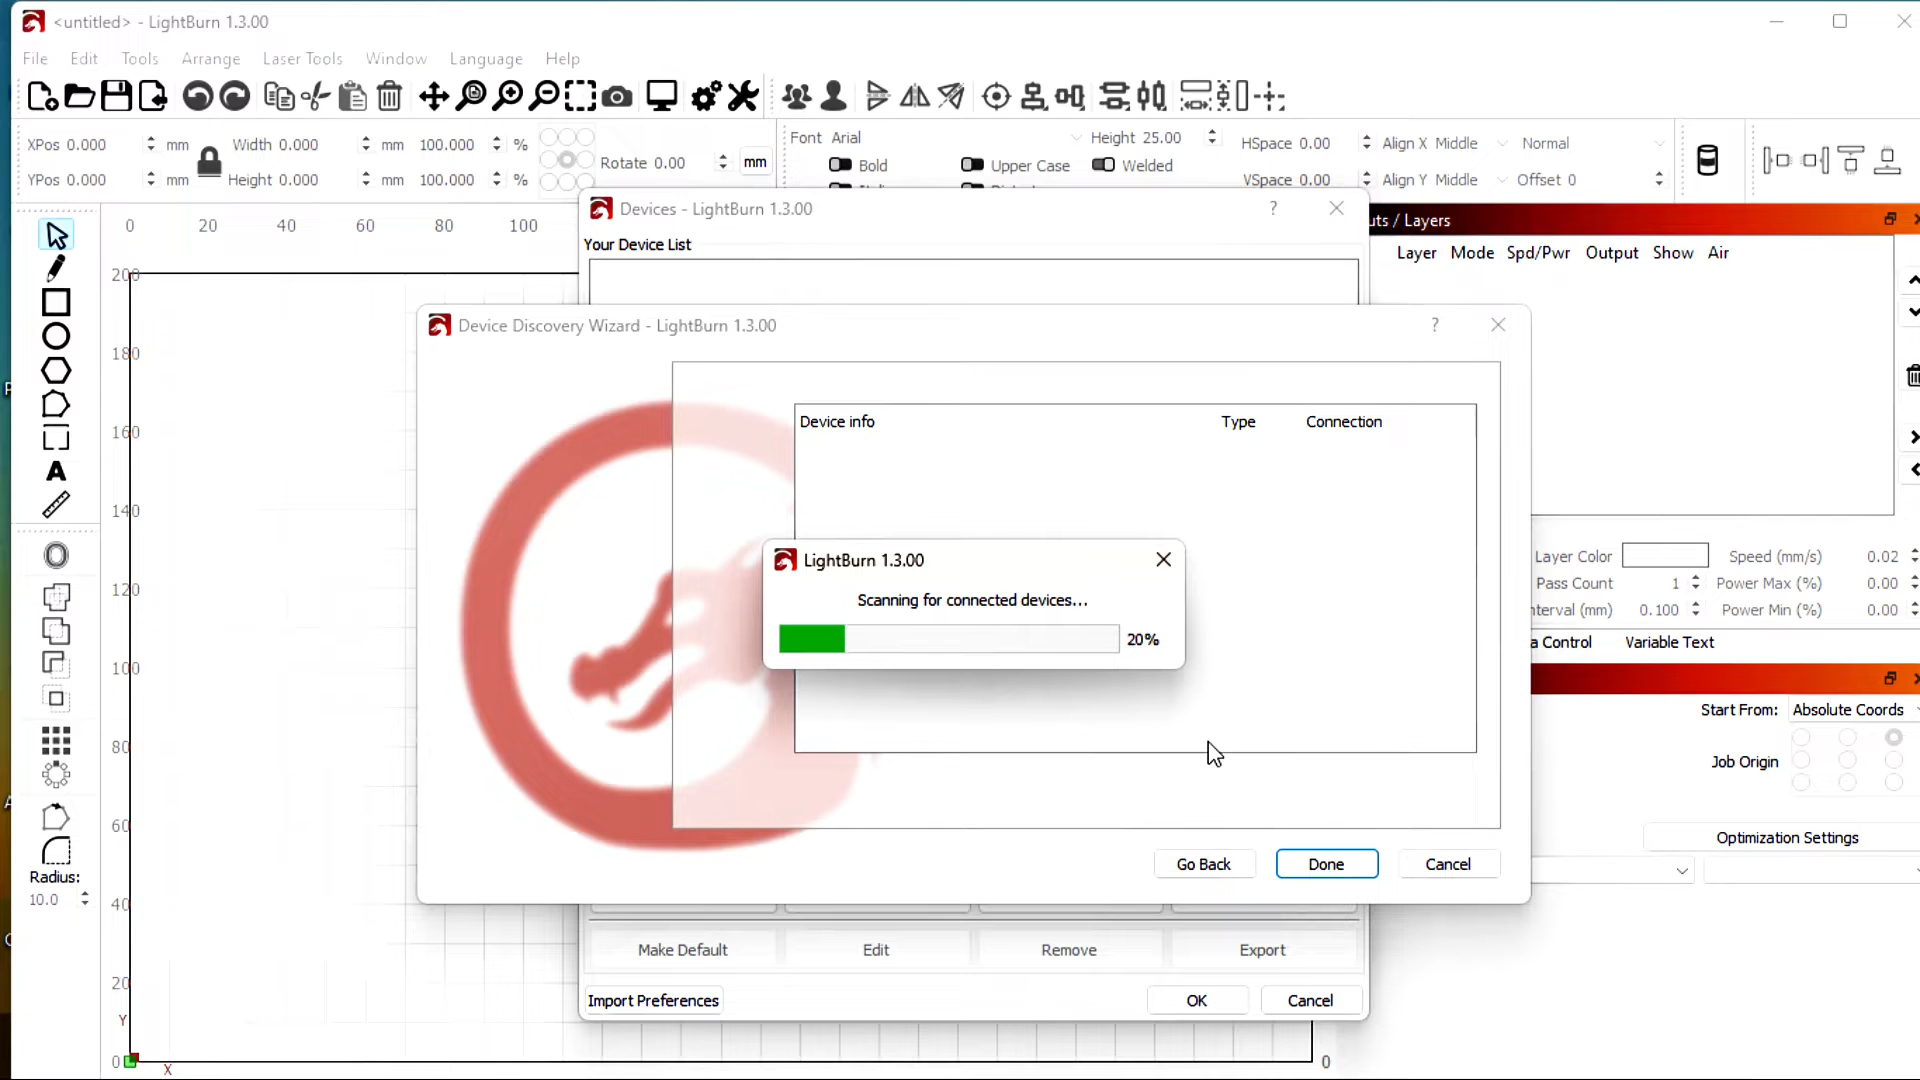 <untitled> - LightBurn 1.3.00
File Edit Tools Arrange Laser Tools Window Language Help
XPos 0.000 mm Width 0.000 mm 100.000 %
YPos 0.000 mm Height 0.000 mm 100.000 %
Rotate 0.00 mm
Font Arial Height 25.00
Bold Upper Case Welded
HSpace 0.00 Align X Middle Normal
VSpace 0.00 Align Y Middle Offset 0
0 20 40 60 80 100
200
180
160
140
120
100
80
60
40
20
Y
0
X
0
Radius:
10.0
Devices - LightBurn 1.3.00 ?
Your Device List
Device Discovery Wizard - LightBurn 1.3.00 ?
Device info Type Connection
LightBurn 1.3.00
Scanning for connected devices...
20%
Go Back Done Cancel
Make Default Edit Remove Export
Import Preferences OK Cancel
uts / Layers
Layer Mode Spd/Pwr Output Show Air
Layer Color Speed (mm/s) 0.02
Pass Count 1 Power Max (%) 0.00
nterval (mm) 0.100 Power Min (%) 0.00
a Control Variable Text
Start From: Absolute Coords
Job Origin
Optimization Settings